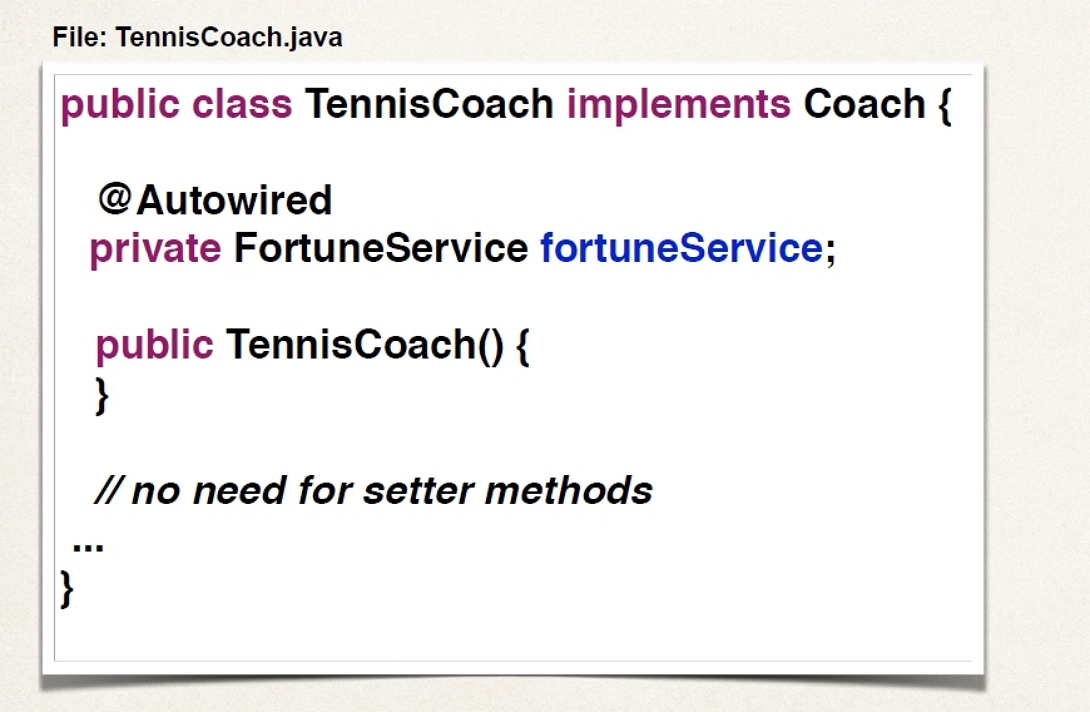 File: TennisCoach.java
public class TennisCoach implements Coach {
@Autowired
private FortuneService fortuneService;
public TennisCoach() {
}
// no need for setter methods
...
}